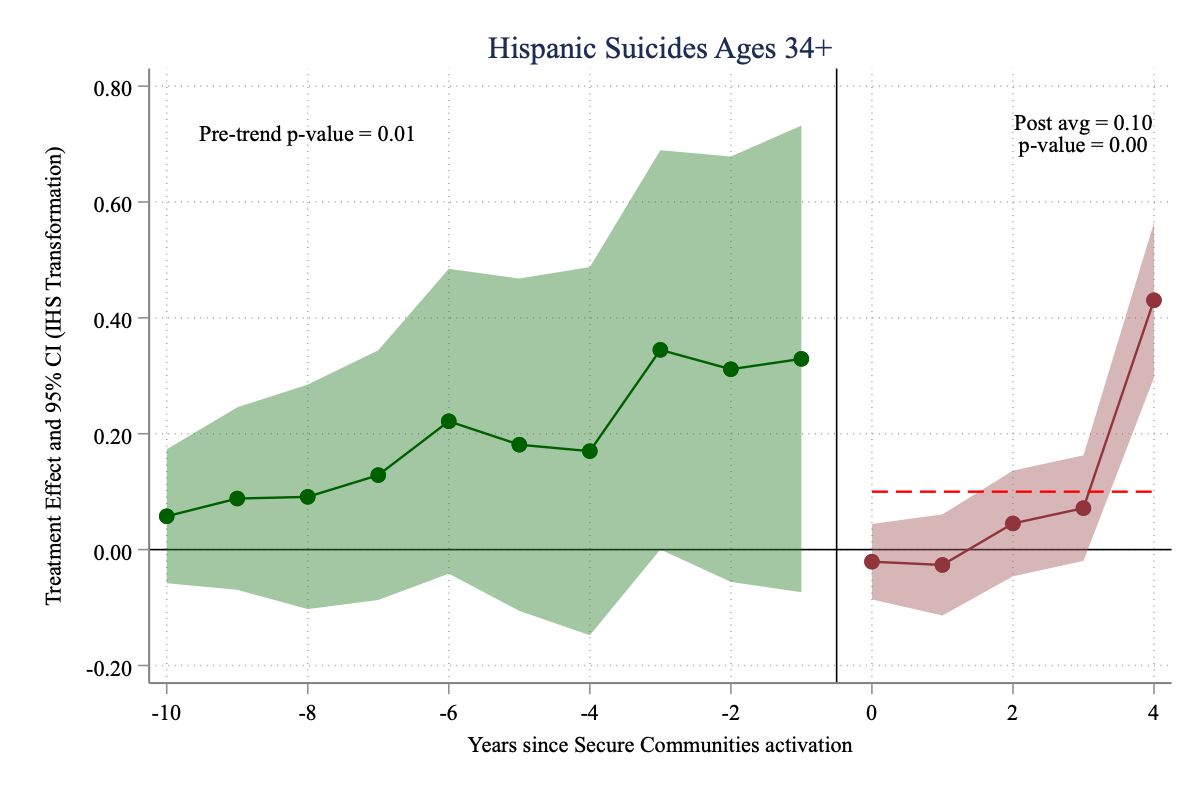 Hispanic Suicides Ages 34+
Treatment Effect and 95% CI (IHS Transformation)
0.80
0.60
0.40
0.20
0.00
-0.20
Pre-trend p-value = 0.01
Post avg = 0.10
p-value = 0.00
-10 -8 -6 -4 -2 0 2 4
Years since Secure Communities activation